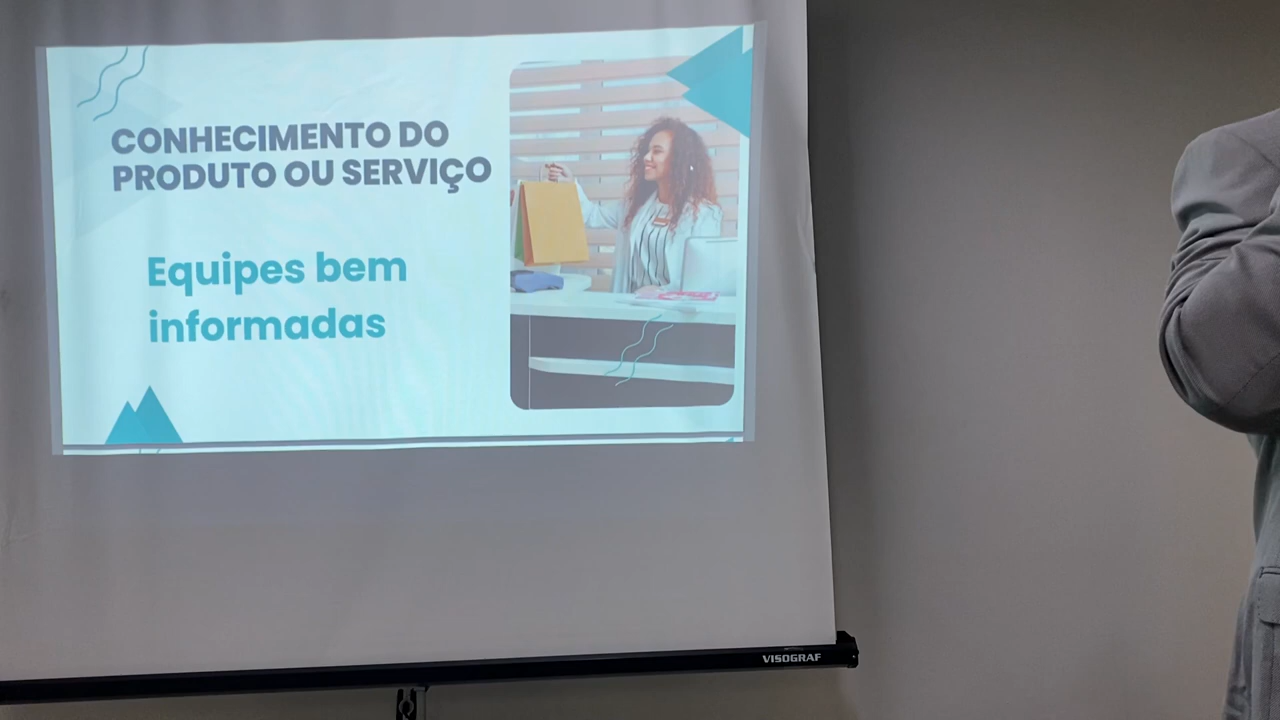 CONHECIMENTO DO
PRODUTO OU SERVIÇO
Equipes bem
informadas
VISOGRAF